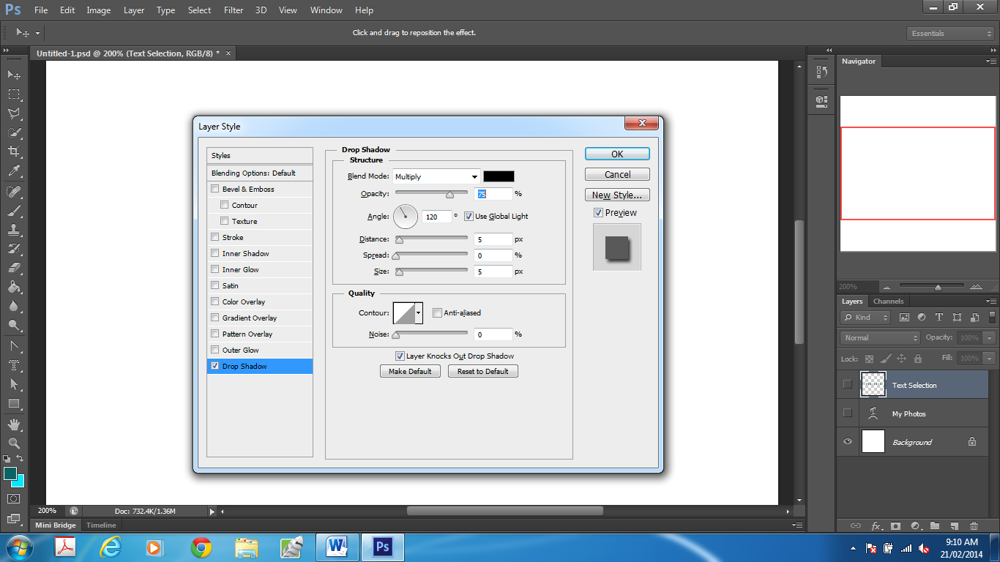 Ps File Edit Image Layer Type Select Filter 3D View Window Help
Click and drag to reposition the effect.
Essentials
Untitled-1.psd @ 200% (Text Selection, RGB/8) * ×
Layer Style
Styles
Blending Options: Default
Bevel & Emboss
Contour
Texture
Stroke
Inner Shadow
Inner Glow
Satin
Color Overlay
Gradient Overlay
Pattern Overlay
Outer Glow
Drop Shadow
Drop Shadow
Structure
Blend Mode: Multiply
Opacity: 75 %
Angle: 120 ° Use Global Light
Distance: 5 px
Spread: 0 %
Size: 5 px
Quality
Contour: Anti-aliased
Noise: 0 %
Layer Knocks Out Drop Shadow
Make Default Reset to Default
OK
Cancel
New Style...
Preview
Navigator
200%
Layers Channels
Kind
Normal Opacity: 100%
Lock: Fill: 100%
Text Selection
My Photos
Background
fx
200% Doc: 732.4K/1.36M
Mini Bridge Timeline
W Ps
9:10 AM
21/02/2014